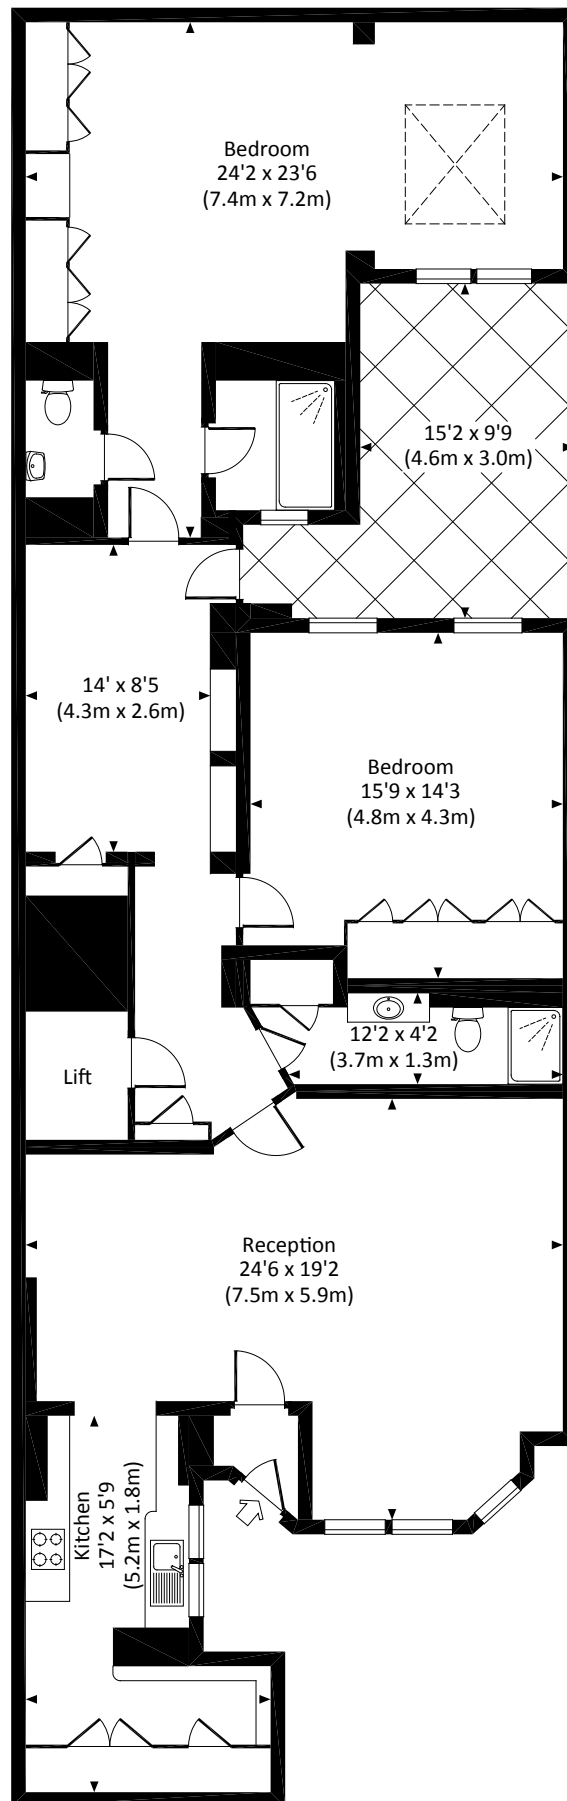 Bedroom
24'2 x 23'6
(7.4m x 7.2m)
15'2 x 9'9
(4.6m x 3.0m)
14' x 8'5
(4.3m x 2.6m)
Bedroom
15'9 x 14'3
(4.8m x 4.3m)
12'2 x 4'2
(3.7m x 1.3m)
Lift
Reception
24'6 x 19'2
(7.5m x 5.9m)
Kitchen
17'2 x 5'9
(5.2m x 1.8m)